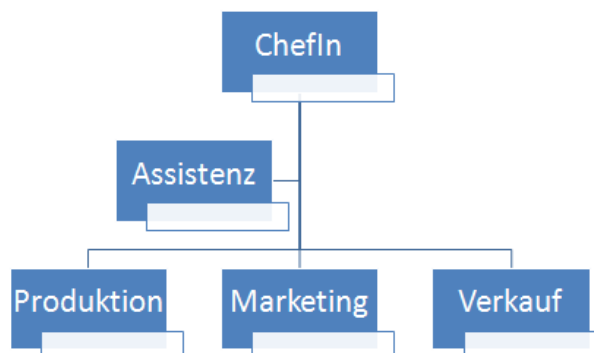 ChefIn
Assistenz
Produktion
Marketing
Verkauf